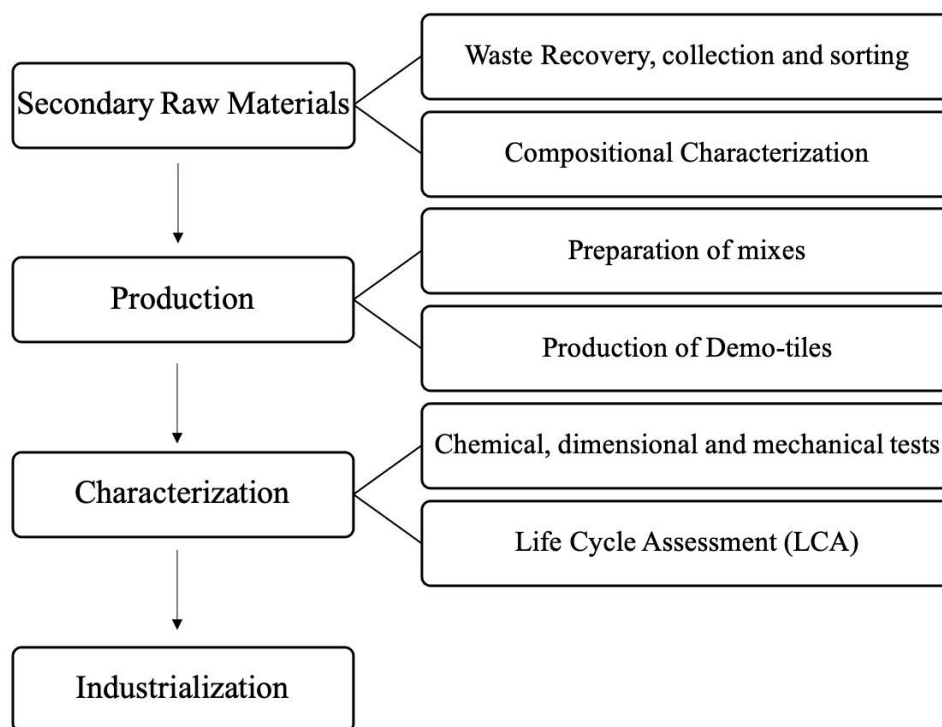 Waste Recovery, collection and sorting
Secondary Raw Materials
Compositional Characterization
Preparation of mixes
Production
Production of Demo-tiles
Chemical, dimensional and mechanical tests
Characterization
Life Cycle Assessment (LCA)
Industrialization